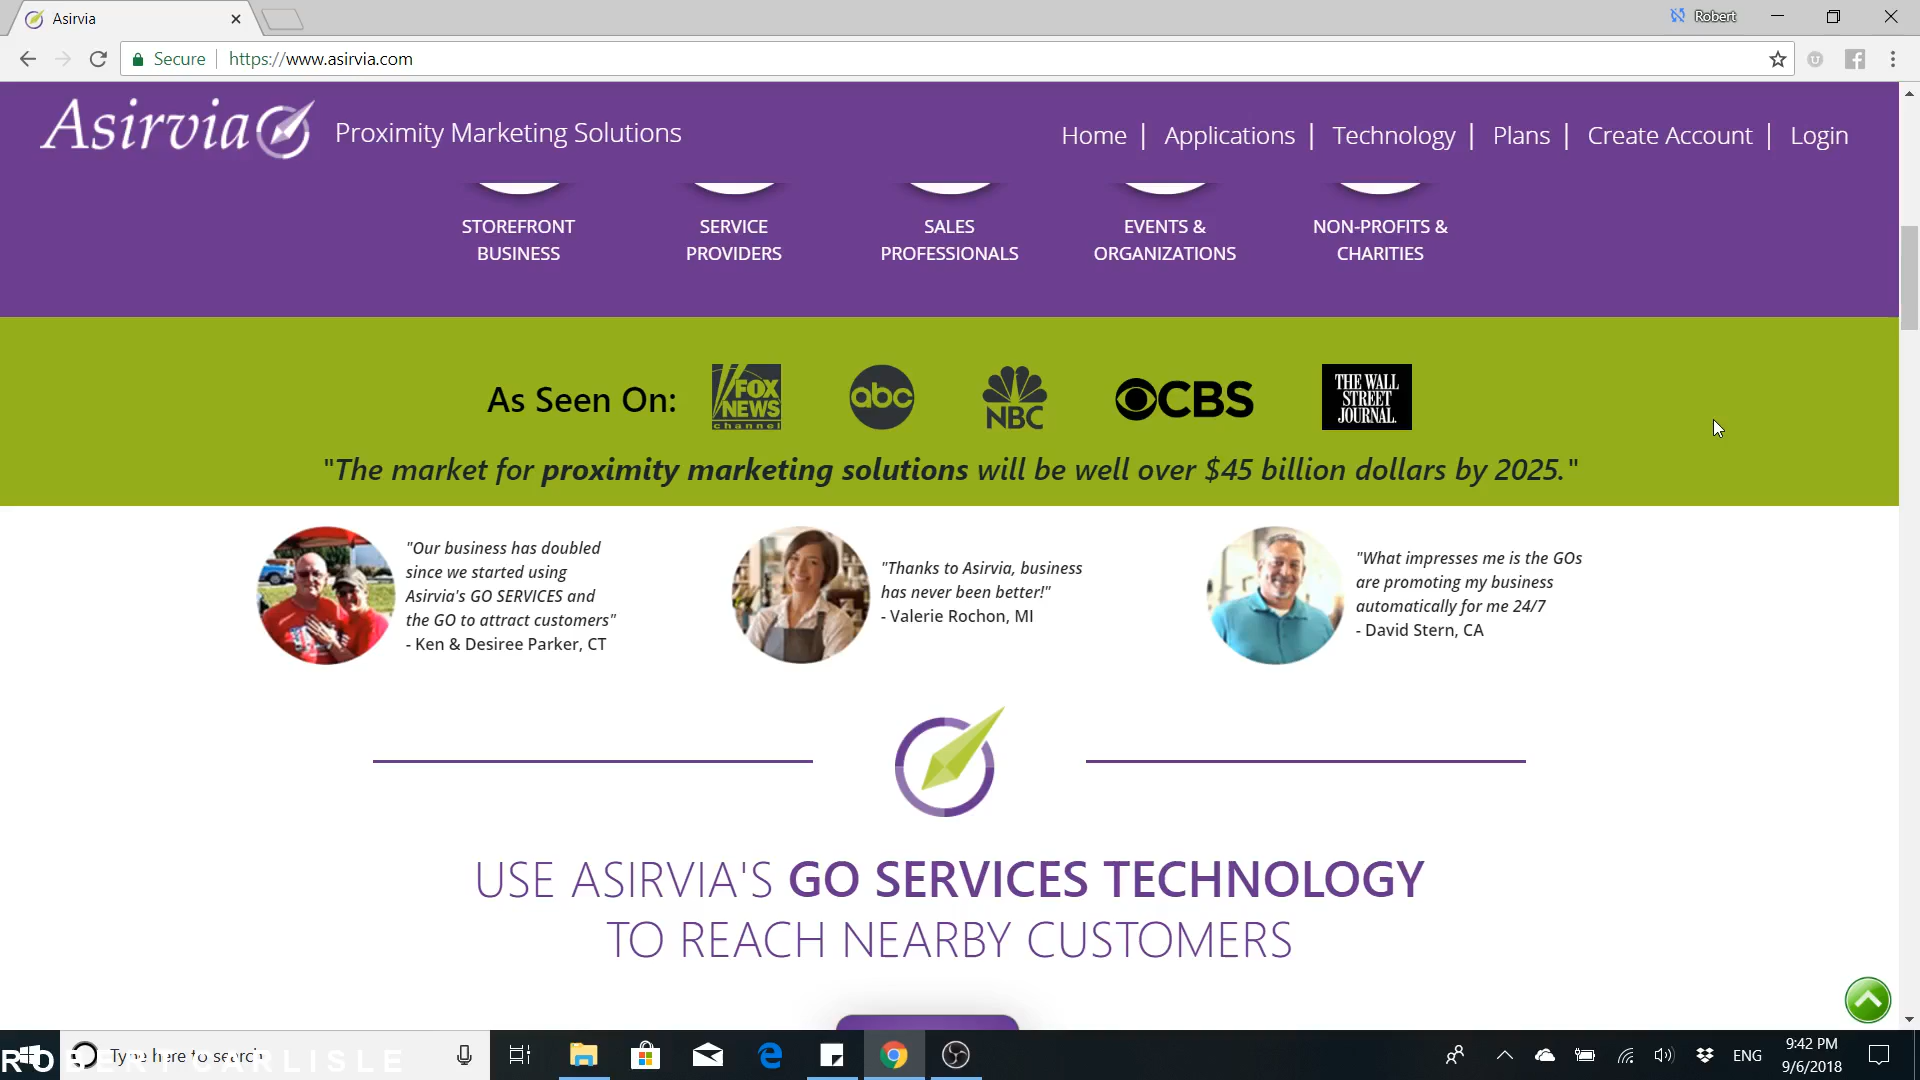 Asirvia
Robert
Secure
https://www.asirvia.com
Asirvia
Proximity Marketing Solutions
Home | Applications | Technology | Plans | Create Account | Login
STOREFRONT
BUSINESS
SERVICE
PROVIDERS
SALES
PROFESSIONALS
EVENTS &
ORGANIZATIONS
NON-PROFITS &
CHARITIES
As Seen On:
FOX
NEWS
channel
abc
NBC
CBS
THE WALL
STREET
JOURNAL.
"The market for proximity marketing solutions will be well over $45 billion dollars by 2025."
"Our business has doubled
since we started using
Asirvia's GO SERVICES and
the GO to attract customers"
- Ken & Desiree Parker, CT
"Thanks to Asirvia, business
has never been better!"
- Valerie Rochon, MI
"What impresses me is the GOs
are promoting my business
automatically for me 24/7
- David Stern, CA
USE ASIRVIA'S GO SERVICES TECHNOLOGY
TO REACH NEARBY CUSTOMERS
Type here to search
ROBERT CARLISLE
ENG
9:42 PM
9/6/2018